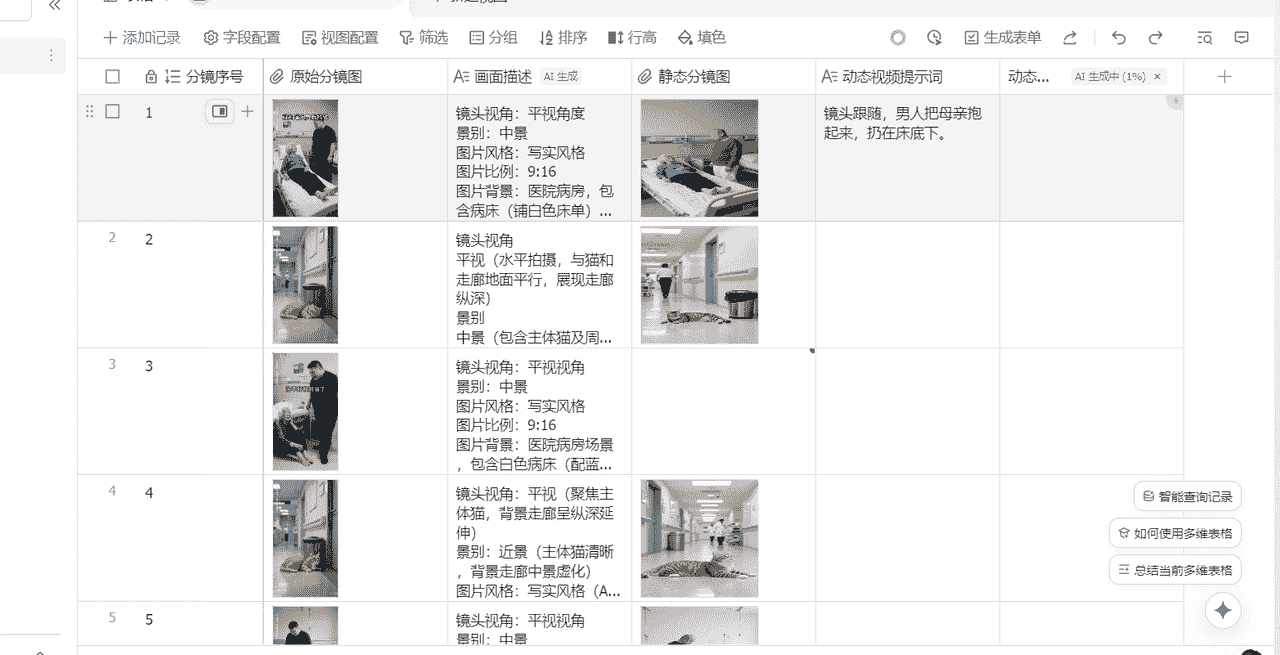 添加记录 字段配置 视图配置 筛选 分组 排序 行高 填色 生成表单
分镜序号 原始分镜图 画面描述 AI 生成 静态分镜图 动态视频提示词 动态... AI 生成中 (1%) ×
1
镜头视角：平视角度
景别：中景
图片风格：写实风格
图片比例：9:16
图片背景：医院病房，包
含病床（铺白色床单）...
镜头跟随，男人把母亲抱
起来，扔在床底下。
2 2
镜头视角
平视（水平拍摄，与猫和
走廊地面平行，展现走廊
纵深）
景别
中景（包含主体猫及周...
3 3
镜头视角：平视视角
景别：中景
图片风格：写实风格
图片比例：9:16
图片背景：医院病房场景
，包含白色病床（配蓝...
4 4
镜头视角：平视（聚焦主
体猫，背景走廊呈纵深延
伸）
景别：近景（主体猫清晰
，背景走廊中景虚化）
图片风格：写实风格（A...
5 5
镜头视角：平视视角
景别：中景
智能查询记录
如何使用多维表格
总结当前多维表格